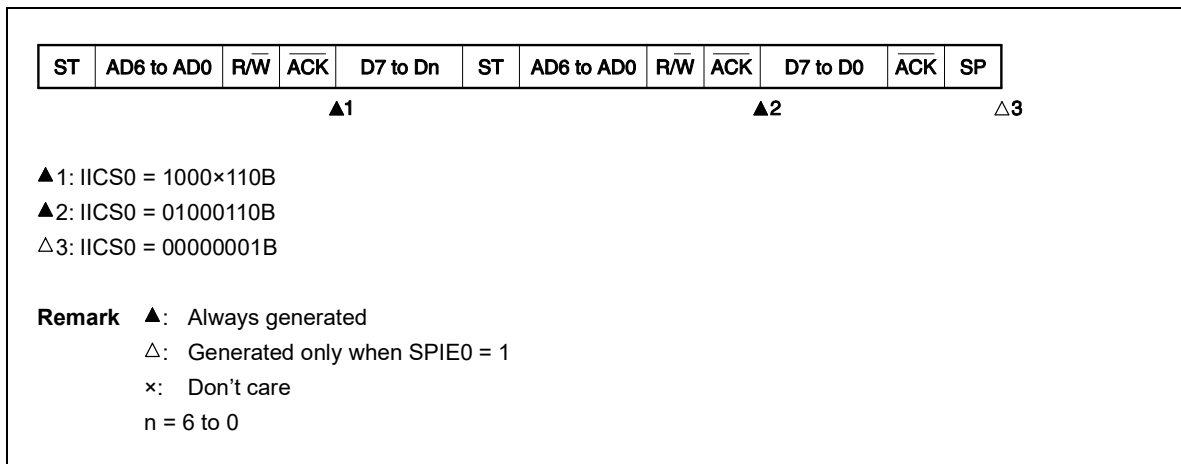 ST AD6 to AD0 R/W ACK D7 to Dn ST AD6 to AD0 R/W ACK D7 to D0 ACK SP
▲1 ▲2 △3
▲1: IICS0 = 1000×110B
▲2: IICS0 = 01000110B
△3: IICS0 = 00000001B
Remark ▲: Always generated
△: Generated only when SPIE0 = 1
×: Don't care
n = 6 to 0